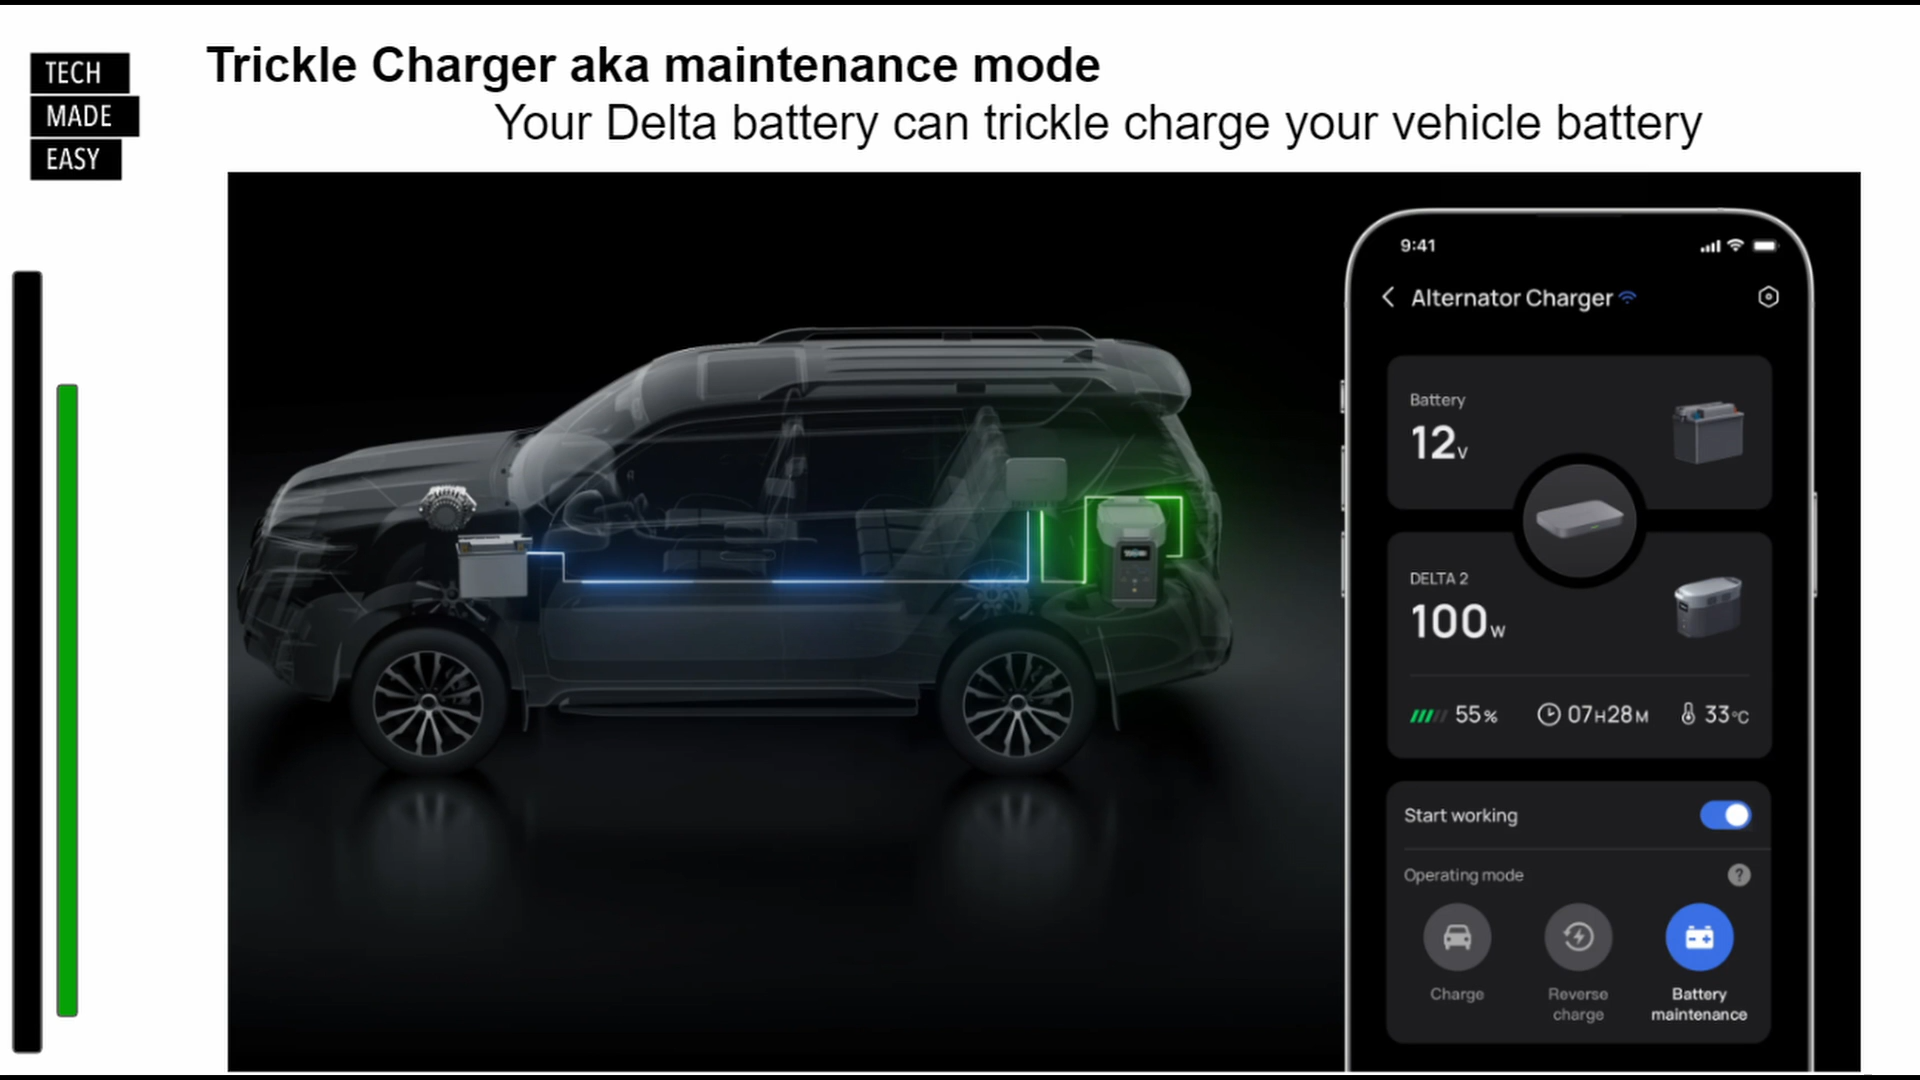 TECH
MADE
EASY
Trickle Charger aka maintenance mode
Your Delta battery can trickle charge your vehicle battery
9:41
Alternator Charger
Battery
12V
DELTA 2
100W
55% 07H28M 33°C
Start working
Operating mode ?
Charge
Reverse
charge
Battery
maintenance